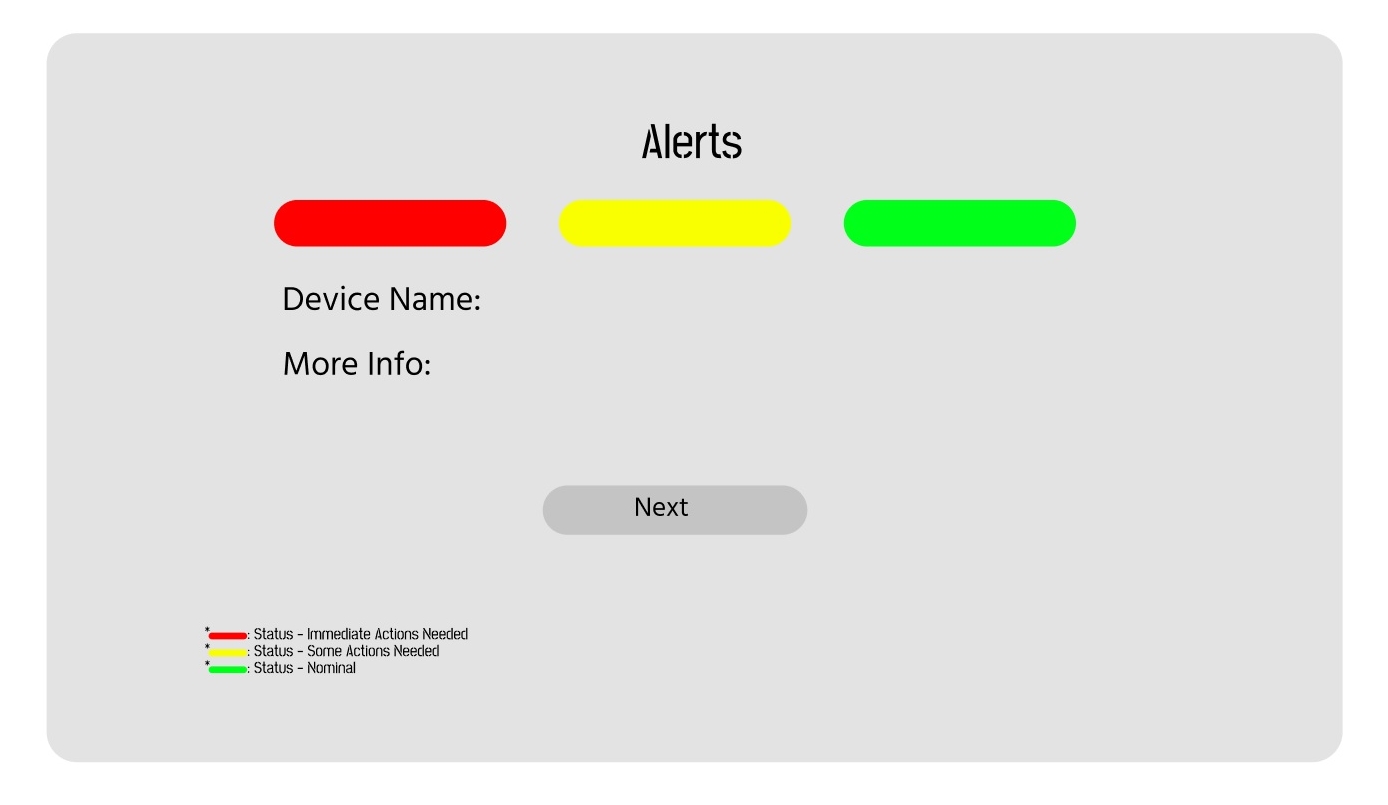 Alerts
Device Name:
More Info:
Next
*: Status - Immediate Actions Needed
*: Status - Some Actions Needed
*: Status - Nominal